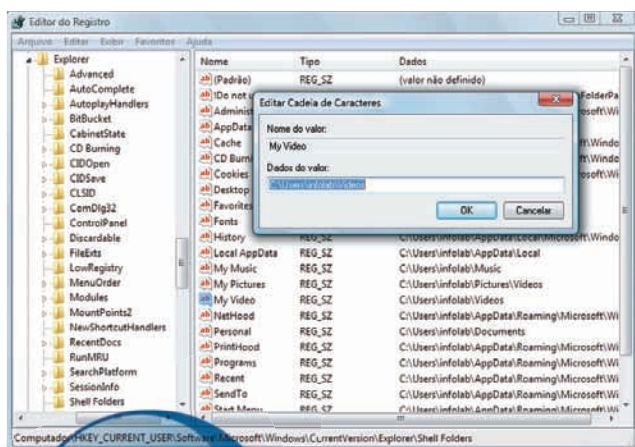 Editor do Registro
Arquivo Editar Exibir Favoritos Ajuda
Explorer
Advanced
AutoComplete
AutoplayHandlers
BitBucket
CabinetState
CD Burning
CIDOpen
CIDSave
CLSID
ComDlg32
ControlPanel
Discardable
FileExts
LowRegistry
MenuOrder
Modules
MountPoints2
NewShortcutHandlers
RecentDocs
RunMRU
SearchPlatform
SessionInfo
Shell Folders
Nome Tipo Dados
(Padrão) REG_SZ (valor não definido)
!Do not
Administ
AppData
Cache
CD Burn
Cookies
Desktop
Favorites
Fonts
History REG_SZ C:\Users\infolab\AppData\Local\Microsoft\Windo
Local AppData REG_SZ C:\Users\infolab\AppData\Local
My Music REG_SZ C:\Users\infolab\Music
My Pictures REG_SZ C:\Users\infolab\Pictures\Videos
My Video REG_SZ C:\Users\infolab\Videos
NetHood REG_SZ C:\Users\infolab\AppData\Roaming\Microsoft\Wi
Personal REG_SZ C:\Users\infolab\Documents
PrintHood REG_SZ C:\Users\infolab\AppData\Roaming\Microsoft\Wi
Programs REG_SZ C:\Users\infolab\AppData\Roaming\Microsoft\Wi
Recent REG_SZ C:\Users\infolab\AppData\Roaming\Microsoft\Wi
SendTo REG_SZ C:\Users\infolab\AppData\Roaming\Microsoft\Wi
Start Menu REG_SZ
Editar Cadeia de Caracteres
Nome do valor:
My Video
Dados do valor:
C:\Users\infolab\Videos
OK Cancelar
Computador\HKEY_CURRENT_USER\Software\Microsoft\Windows\CurrentVersion\Explorer\Shell Folders